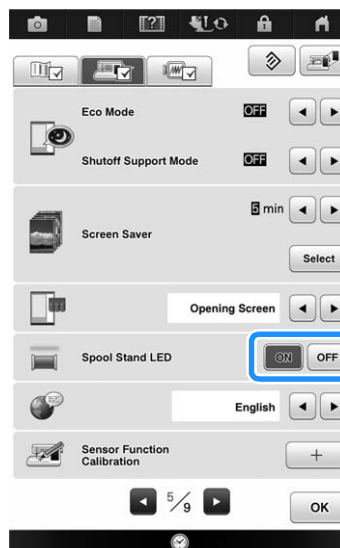 Eco Mode OFF
Shutoff Support Mode OFF
5 min
Screen Saver
Select
Opening Screen
Spool Stand LED ON OFF
English
Sensor Function
Calibration +
5/9
OK